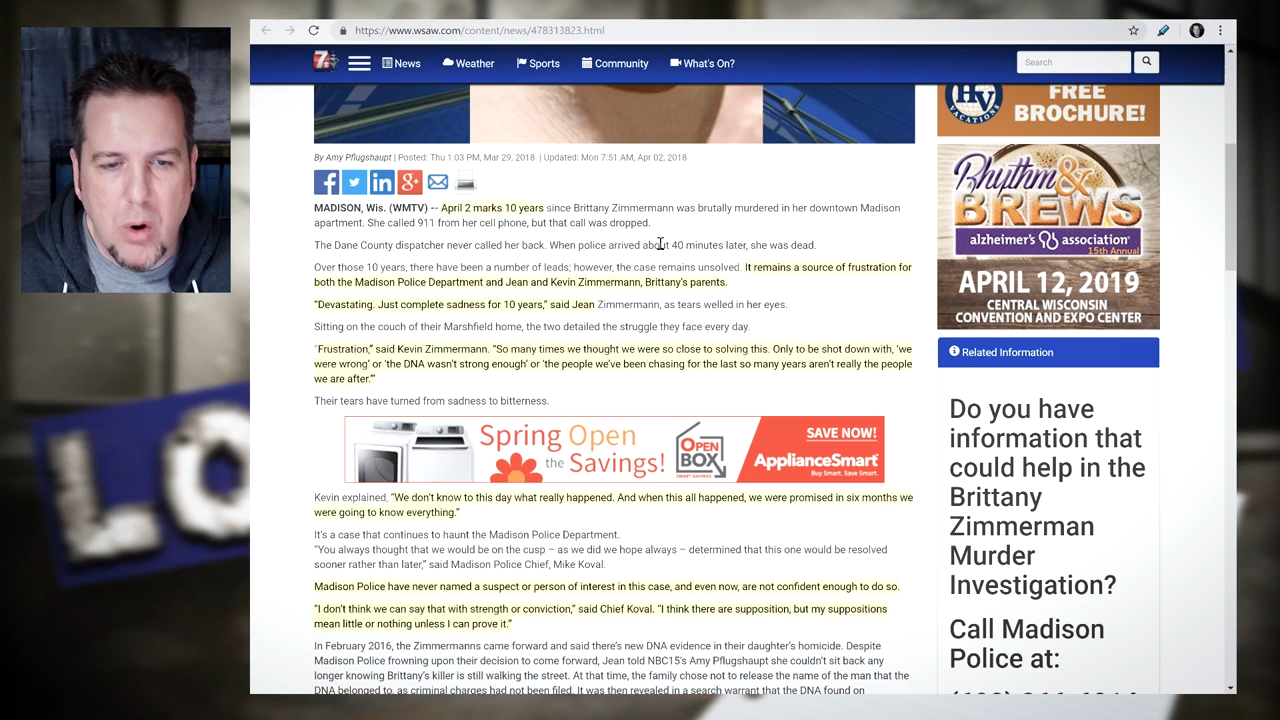 https://www.wsaw.com/content/news/478313823.html
7
News
Weather
Sports
Community
What's On?
Search
HV
VACATIONS
FREE
BROCHURE!
By Amy Pflugshaupt | Posted: Thu 1:03 PM, Mar 29, 2018 | Updated: Mon 7:51 AM, Apr 02, 2018
MADISON, Wis. (WMTV) -- April 2 marks 10 years since Brittany Zimmermann was brutally murdered in her downtown Madison
apartment. She called 911 from her cell phone, but that call was dropped.
The Dane County dispatcher never called her back. When police arrived about 40 minutes later, she was dead.
Over those 10 years, there have been a number of leads; however, the case remains unsolved. It remains a source of frustration for
both the Madison Police Department and Jean and Kevin Zimmermann, Brittany's parents.
"Devastating. Just complete sadness for 10 years," said Jean Zimmermann, as tears welled in her eyes.
Sitting on the couch of their Marshfield home, the two detailed the struggle they face every day.
"Frustration," said Kevin Zimmermann. "So many times we thought we were so close to solving this. Only to be shot down with, 'we
were wrong' or 'the DNA wasn't strong enough' or 'the people we've been chasing for the last so many years aren't really the people
we are after.'"
Their tears have turned from sadness to bitterness.
Spring Open
the Savings!
OPEN
BOX
SAVE NOW!
ApplianceSmart
Buy Smart. Save Smart.
Kevin explained, "We don't know to this day what really happened. And when this all happened, we were promised in six months we
were going to know everything."
It's a case that continues to haunt the Madison Police Department.
"You always thought that we would be on the cusp – as we did we hope always – determined that this one would be resolved
sooner rather than later," said Madison Police Chief, Mike Koval.
Madison Police have never named a suspect or person of interest in this case, and even now, are not confident enough to do so.
"I don't think we can say that with strength or conviction," said Chief Koval. "I think there are supposition, but my suppositions
mean little or nothing unless I can prove it."
In February 2016, the Zimmermanns came forward and said there's new DNA evidence in their daughter's homicide. Despite
Madison Police frowning upon their decision to come forward, Jean told NBC15's Amy Pflugshaupt she couldn't sit back any
longer knowing Brittany's killer is still walking the street. At that time, the family chose not to release the name of the man that the
DNA belonged to, as criminal charges had not been filed. It was then revealed in a search warrant that the DNA found on
Rhythm &
BREWS
alzheimer's association
15th Annual
APRIL 12, 2019
CENTRAL WISCONSIN
CONVENTION AND EXPO CENTER
Related Information
Do you have
information that
could help in the
Brittany
Zimmerman
Murder
Investigation?
Call Madison
Police at:
LO